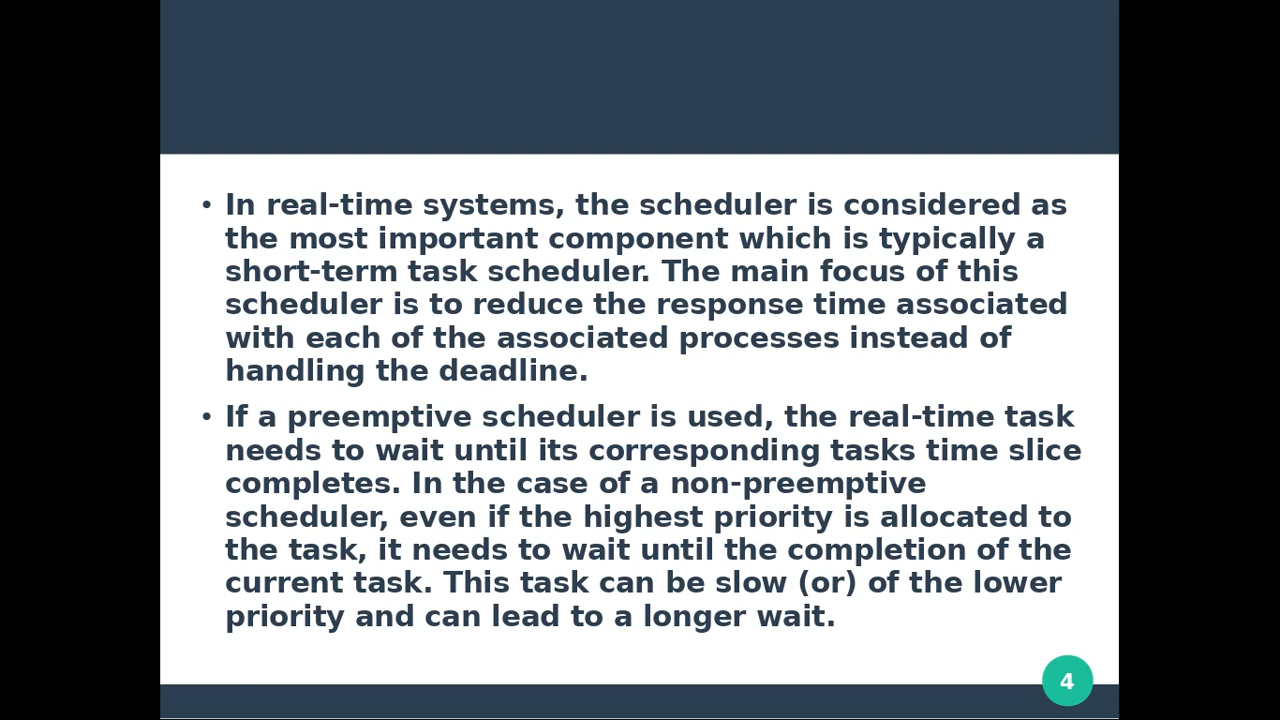 • In real-time systems, the scheduler is considered as
the most important component which is typically a
short-term task scheduler. The main focus of this
scheduler is to reduce the response time associated
with each of the associated processes instead of
handling the deadline.
• If a preemptive scheduler is used, the real-time task
needs to wait until its corresponding tasks time slice
completes. In the case of a non-preemptive
scheduler, even if the highest priority is allocated to
the task, it needs to wait until the completion of the
current task. This task can be slow (or) of the lower
priority and can lead to a longer wait.
4